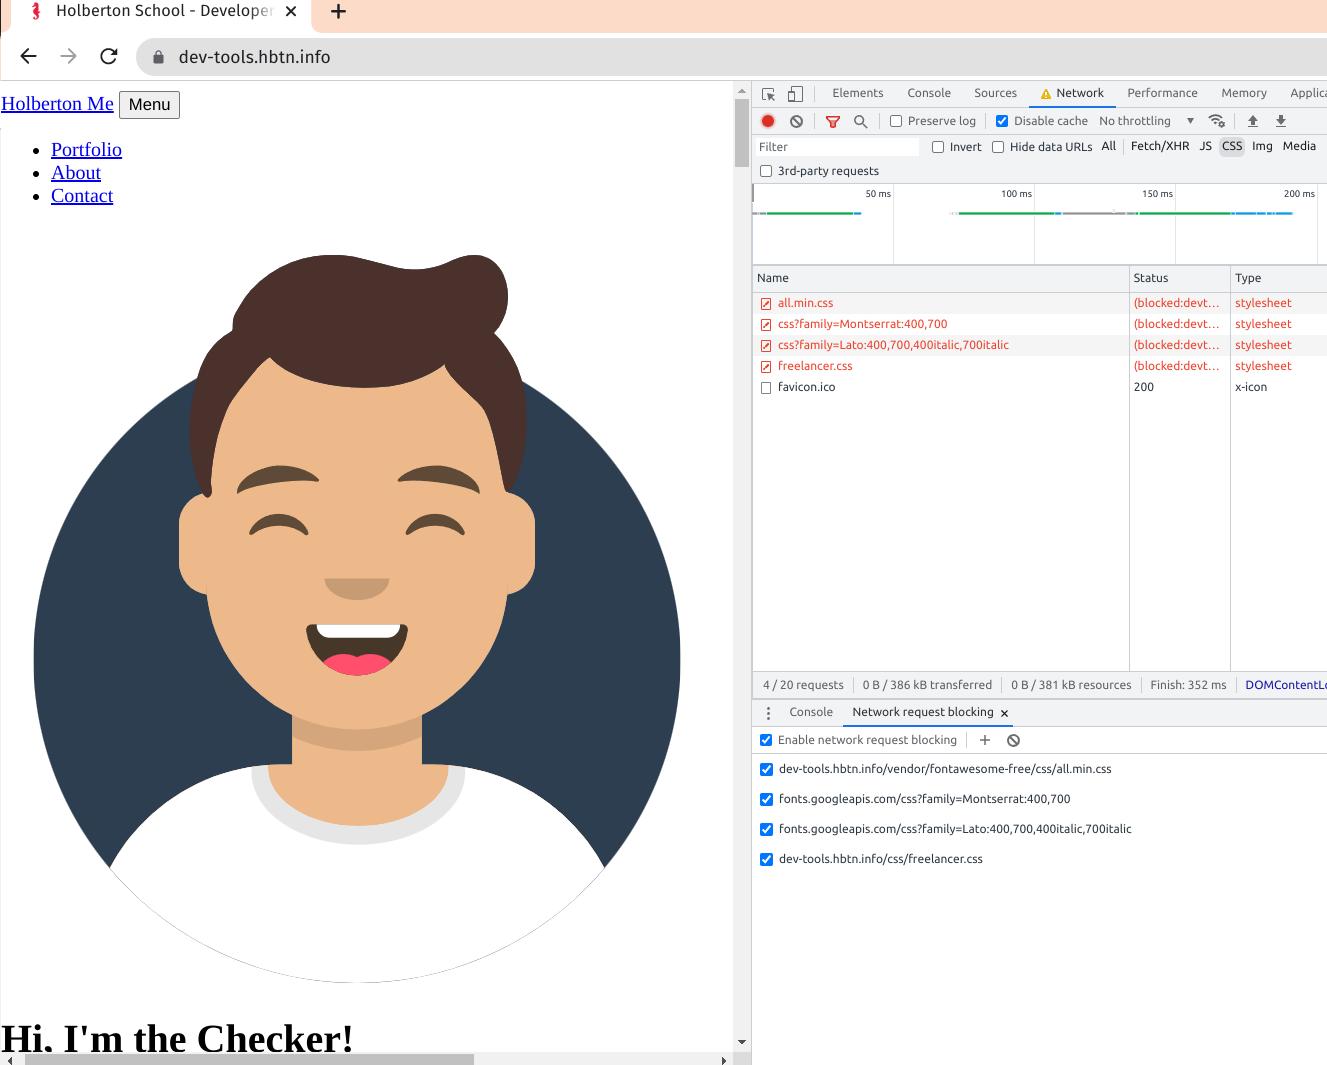 Holberton School - Developer
dev-tools.hbtn.info
Holberton Me Menu
Portfolio
About
Contact
Hi, I'm the Checker!
Elements Console Sources Network Performance Memory Applica
Preserve log Disable cache No throttling
Filter Invert Hide data URLs All Fetch/XHR JS CSS Img Media
3rd-party requests
50 ms 100 ms 150 ms 200 ms
Name Status Type
all.min.css (blocked:devt... stylesheet
css?family=Montserrat:400,700 (blocked:devt... stylesheet
css?family=Lato:400,700,400italic,700italic (blocked:devt... stylesheet
freelancer.css (blocked:devt... stylesheet
favicon.ico 200 x-icon
4 / 20 requests 0 B / 386 kB transferred 0 B / 381 kB resources Finish: 352 ms DOMContentLo
Console Network request blocking
Enable network request blocking
dev-tools.hbtn.info/vendor/fontawesome-free/css/all.min.css
fonts.googleapis.com/css?family=Montserrat:400,700
fonts.googleapis.com/css?family=Lato:400,700,400italic,700italic
dev-tools.hbtn.info/css/freelancer.css